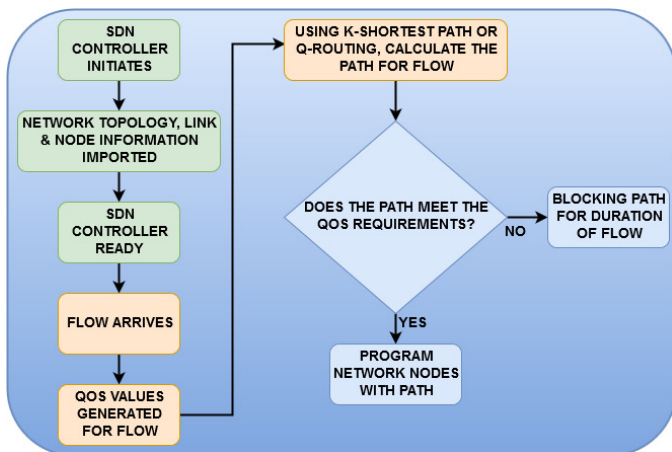 SDN
CONTROLLER
INITIATES
NETWORK TOPOLOGY, LINK
& NODE INFORMATION
IMPORTED
SDN
CONTROLLER
READY
FLOW ARRIVES
QOS VALUES
GENERATED
FOR FLOW
USING K-SHORTEST PATH OR
Q-ROUTING, CALCULATE THE
PATH FOR FLOW
DOES THE PATH MEET THE
QOS REQUIREMENTS?
NO
BLOCKING PATH
FOR DURATION
OF FLOW
YES
PROGRAM
NETWORK NODES
WITH PATH